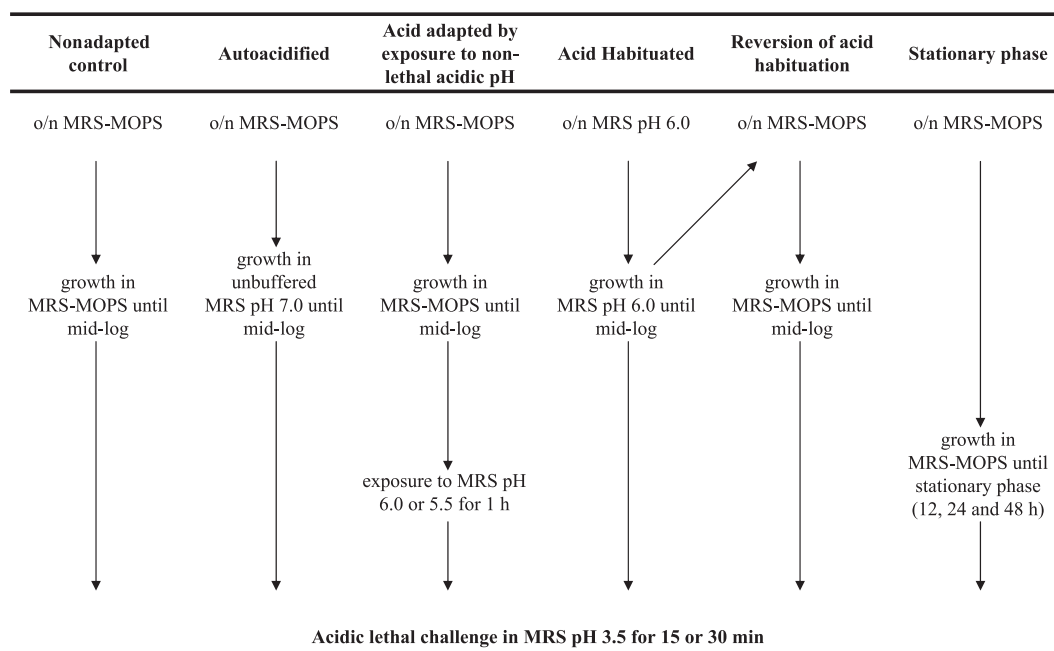 Nonadapted
control
Autoacidified
Acid adapted by
exposure to non-
lethal acidic pH
Acid Habituated
Reversion of acid
habituation
Stationary phase
o/n MRS-MOPS
o/n MRS-MOPS
o/n MRS-MOPS
o/n MRS pH 6.0
o/n MRS-MOPS
o/n MRS-MOPS
growth in
MRS-MOPS until
mid-log
growth in
unbuffered
MRS pH 7.0 until
mid-log
growth in
MRS-MOPS until
mid-log
growth in
MRS pH 6.0 until
mid-log
growth in
MRS-MOPS until
mid-log
exposure to MRS pH
6.0 or 5.5 for 1 h
growth in
MRS-MOPS until
stationary phase
(12, 24 and 48 h)
Acidic lethal challenge in MRS pH 3.5 for 15 or 30 min